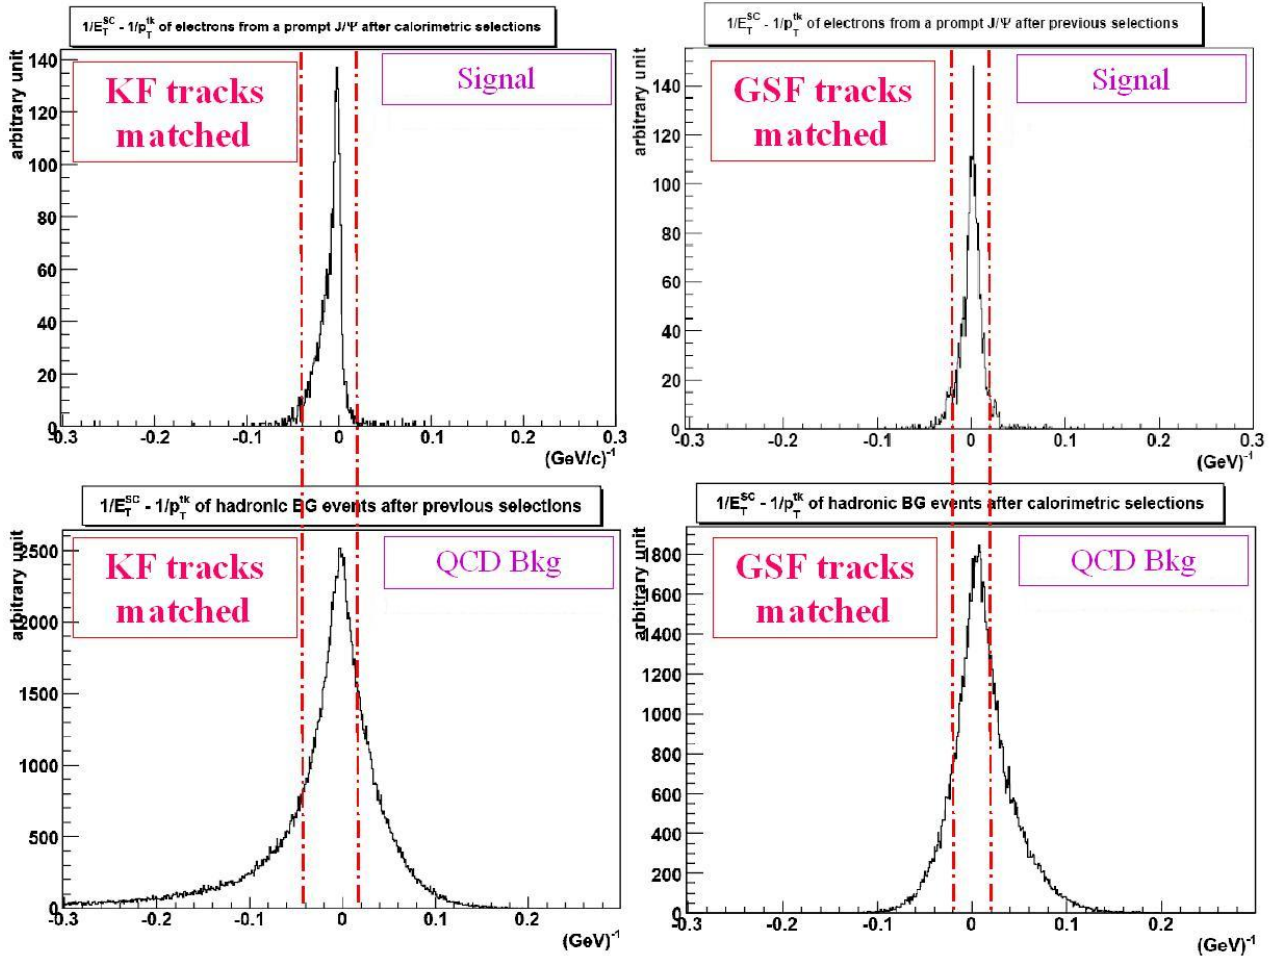 1/E_T^SC - 1/p_T^tk of electrons from a prompt J/Ψ after calorimetric selections
arbitrary unit
KF tracks
matched
Signal
140
120
100
80
60
40
20
0
-0.3 -0.2 -0.1 0 0.1 0.2 0.3
(GeV/c)^-1
1/E_T^SC - 1/p_T^tk of electrons from a prompt J/Ψ after previous selections
arbitrary unit
GSF tracks
matched
Signal
140
120
100
80
60
40
20
0
-0.3 -0.2 -0.1 0 0.1 0.2 0.3
(GeV)^-1
1/E_T^SC - 1/p_T^tk of hadronic BG events after previous selections
arbitrary unit
KF tracks
matched
QCD Bkg
2500
2000
1500
1000
500
0
-0.3 -0.2 -0.1 0 0.1 0.2
(GeV)^-1
1/E_T^SC - 1/p_T^tk of hadronic BG events after calorimetric selections
arbitrary unit
GSF tracks
matched
QCD Bkg
1800
1600
1400
1200
1000
800
600
400
200
0
-0.3 -0.2 -0.1 0 0.1 0.2
(GeV)^-1